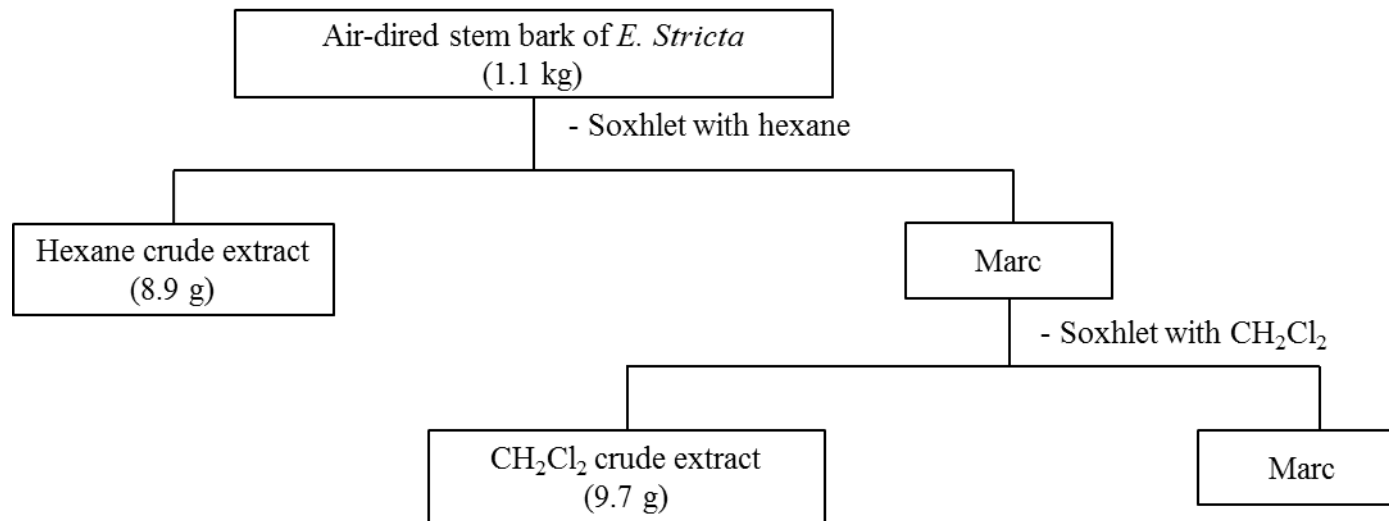 Air-dired stem bark of E. Stricta
(1.1 kg)
- Soxhlet with hexane
Hexane crude extract
(8.9 g)
Marc
- Soxhlet with CH₂Cl₂
CH₂Cl₂ crude extract
(9.7 g)
Marc